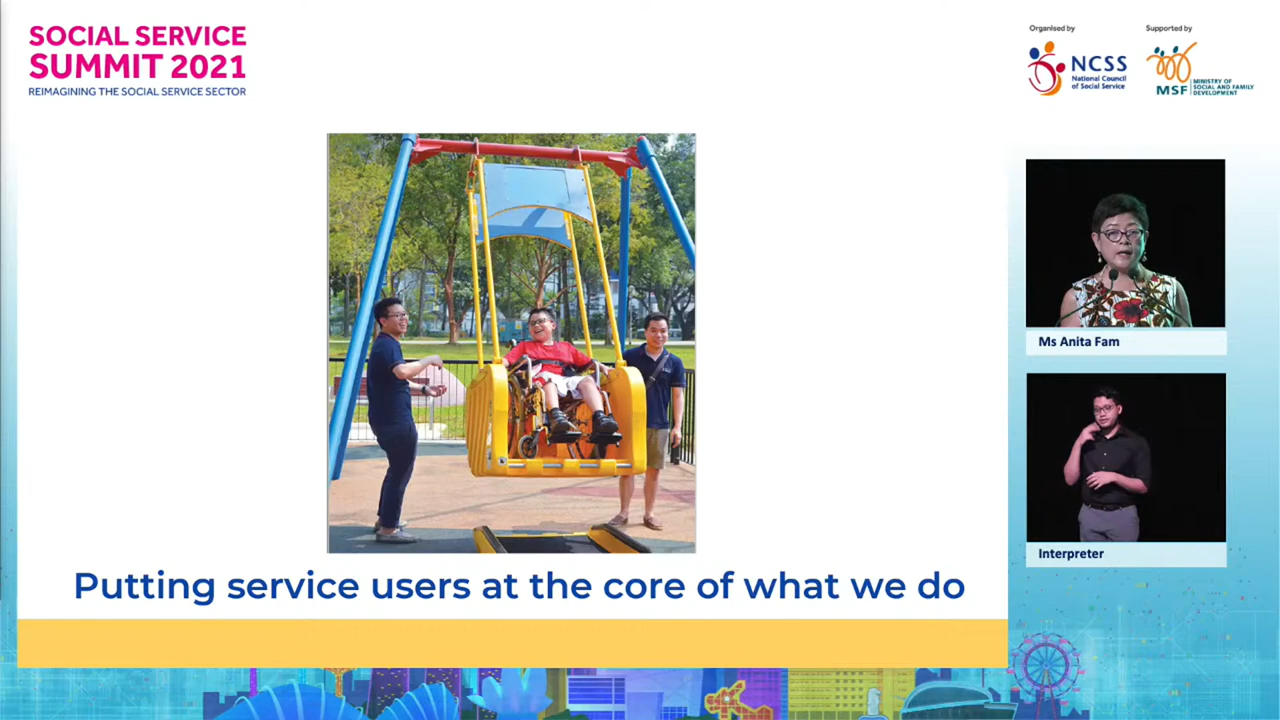 SOCIAL SERVICE
SUMMIT 2021
REIMAGINING THE SOCIAL SERVICE SECTOR
Organised by
NCSS
National Council
of Social Service
Supported by
MSF
MINISTRY OF
SOCIAL AND FAMILY
DEVELOPMENT
Ms Anita Fam
Interpreter
Putting service users at the core of what we do